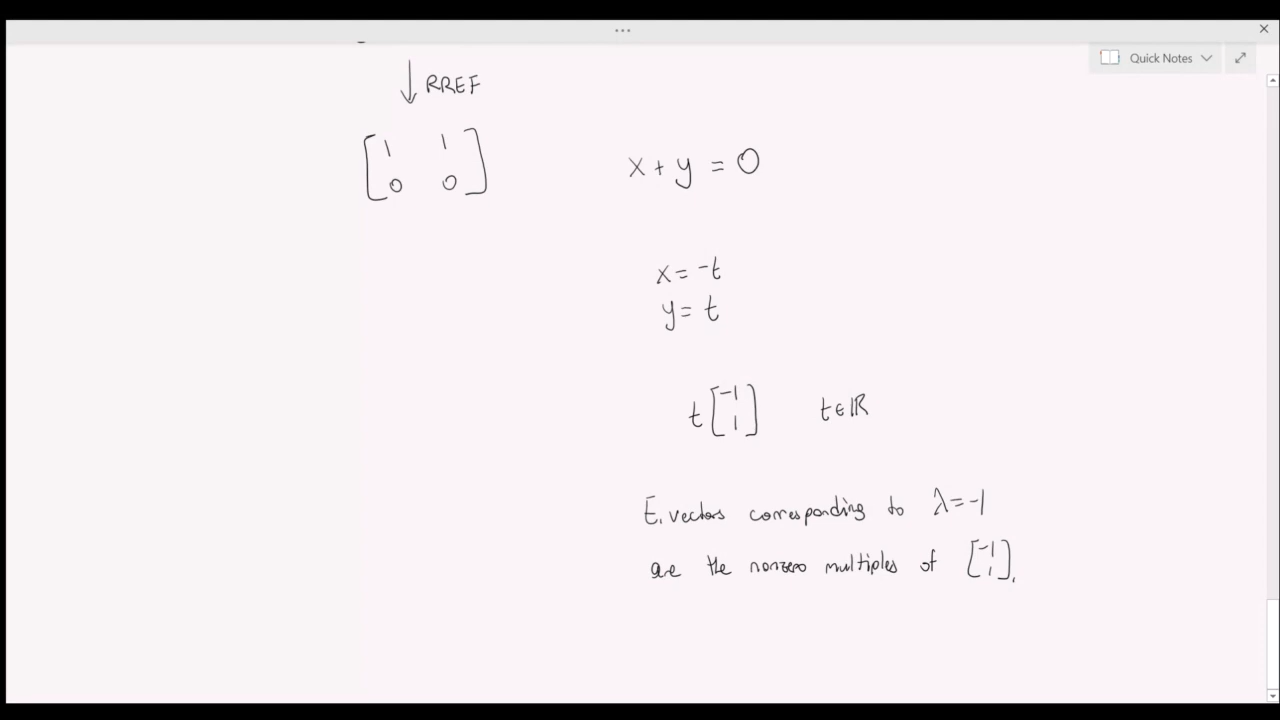 Quick Notes
↓ RREF
[1 1
0 0]
x + y = 0
x = -t
y = t
t [-1
1] t ∈ ℝ
E. vectors corresponding to λ = -1
are the nonzero multiples of [-1
1].